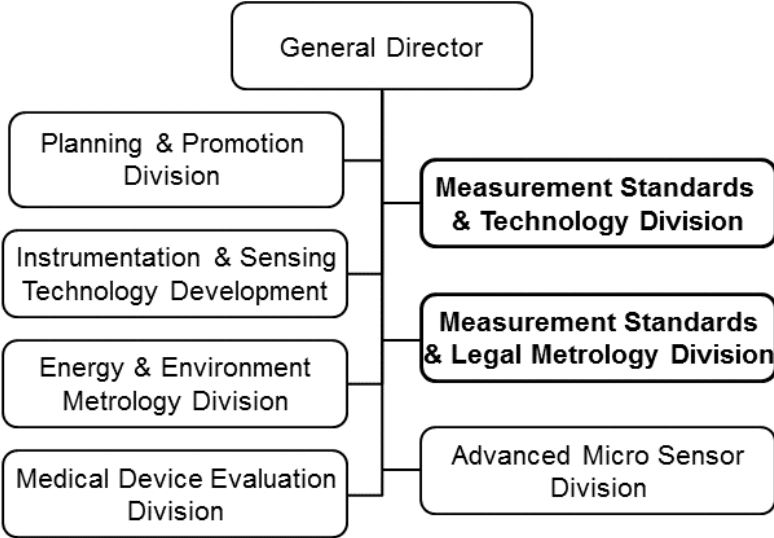 General Director
Planning & Promotion
Division
Measurement Standards
& Technology Division
Instrumentation & Sensing
Technology Development
Measurement Standards
& Legal Metrology Division
Energy & Environment
Metrology Division
Advanced Micro Sensor
Division
Medical Device Evaluation
Division